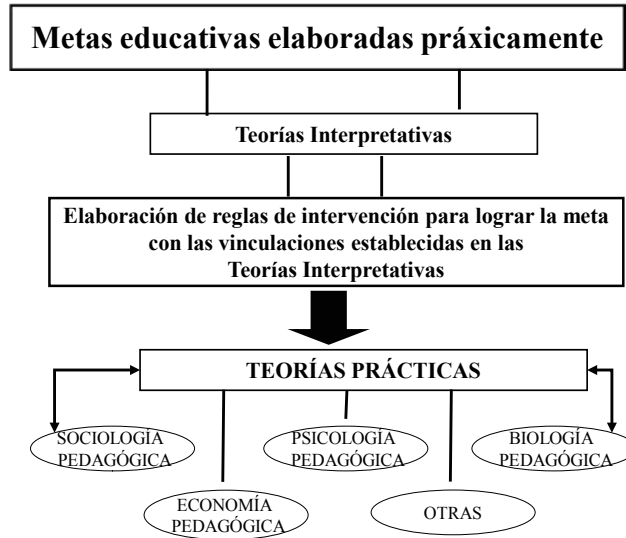 Metas educativas elaboradas práxicamente
Teorías Interpretativas
Elaboración de reglas de intervención para lograr la meta
con las vinculaciones establecidas en las
Teorías Interpretativas
TEORÍAS PRÁCTICAS
SOCIOLOGÍA
PEDAGÓGICA
PSICOLOGÍA
PEDAGÓGICA
BIOLOGÍA
PEDAGÓGICA
ECONOMÍA
PEDAGÓGICA
OTRAS